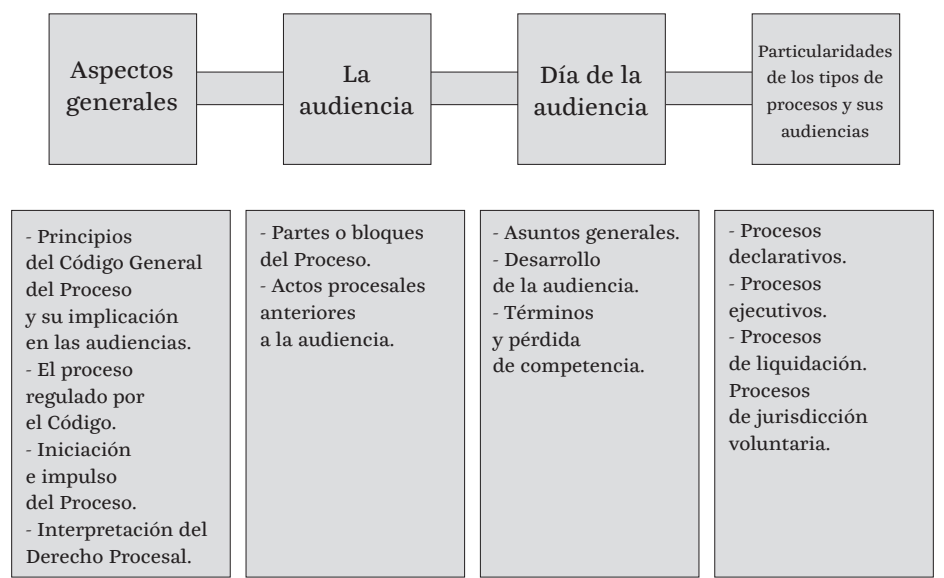 Aspectos
generales
La
audiencia
Día de la
audiencia
Particularidades
de los tipos de
procesos y sus
audiencias
- Principios
del Código General
del Proceso
y su implicación
en las audiencias.
- El proceso
regulado por
el Código.
- Iniciación
e impulso
del Proceso.
- Interpretación del
Derecho Procesal.
- Partes o bloques
del Proceso.
- Actos procesales
anteriores
a la audiencia.
- Asuntos generales.
- Desarrollo
de la audiencia.
- Términos
y pérdida
de competencia.
- Procesos
declarativos.
- Procesos
ejecutivos.
- Procesos
de liquidación.
Procesos
de jurisdicción
voluntaria.